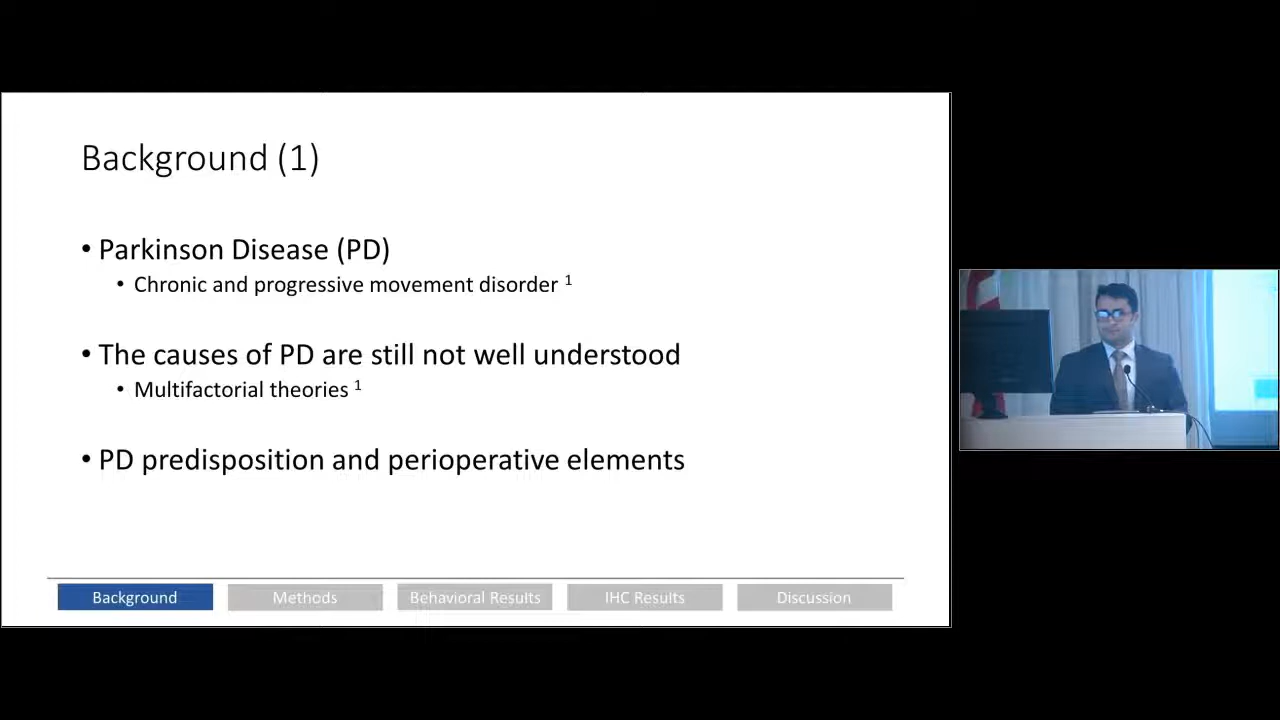 Background (1)
• Parkinson Disease (PD)
• Chronic and progressive movement disorder 1
• The causes of PD are still not well understood
• Multifactorial theories 1
• PD predisposition and perioperative elements
Background Methods Behavioral Results IHC Results Discussion